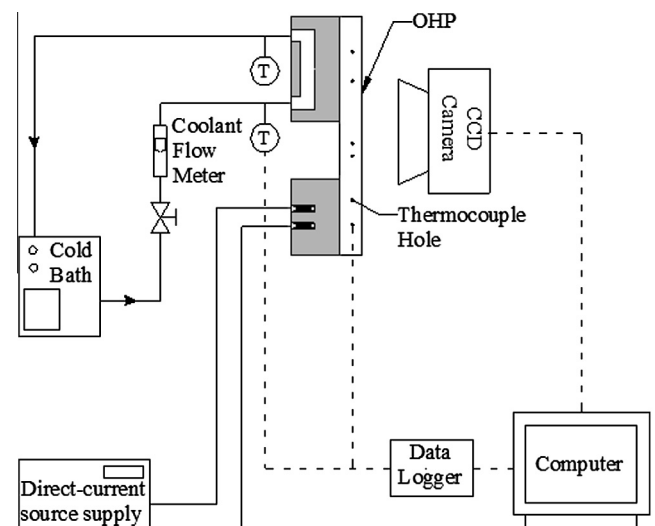 OHP
T
Coolant
Flow
Meter
T
CCD
Camera
Thermocouple
Hole
Cold
Bath
Data
Logger
Computer
Direct-current
source supply